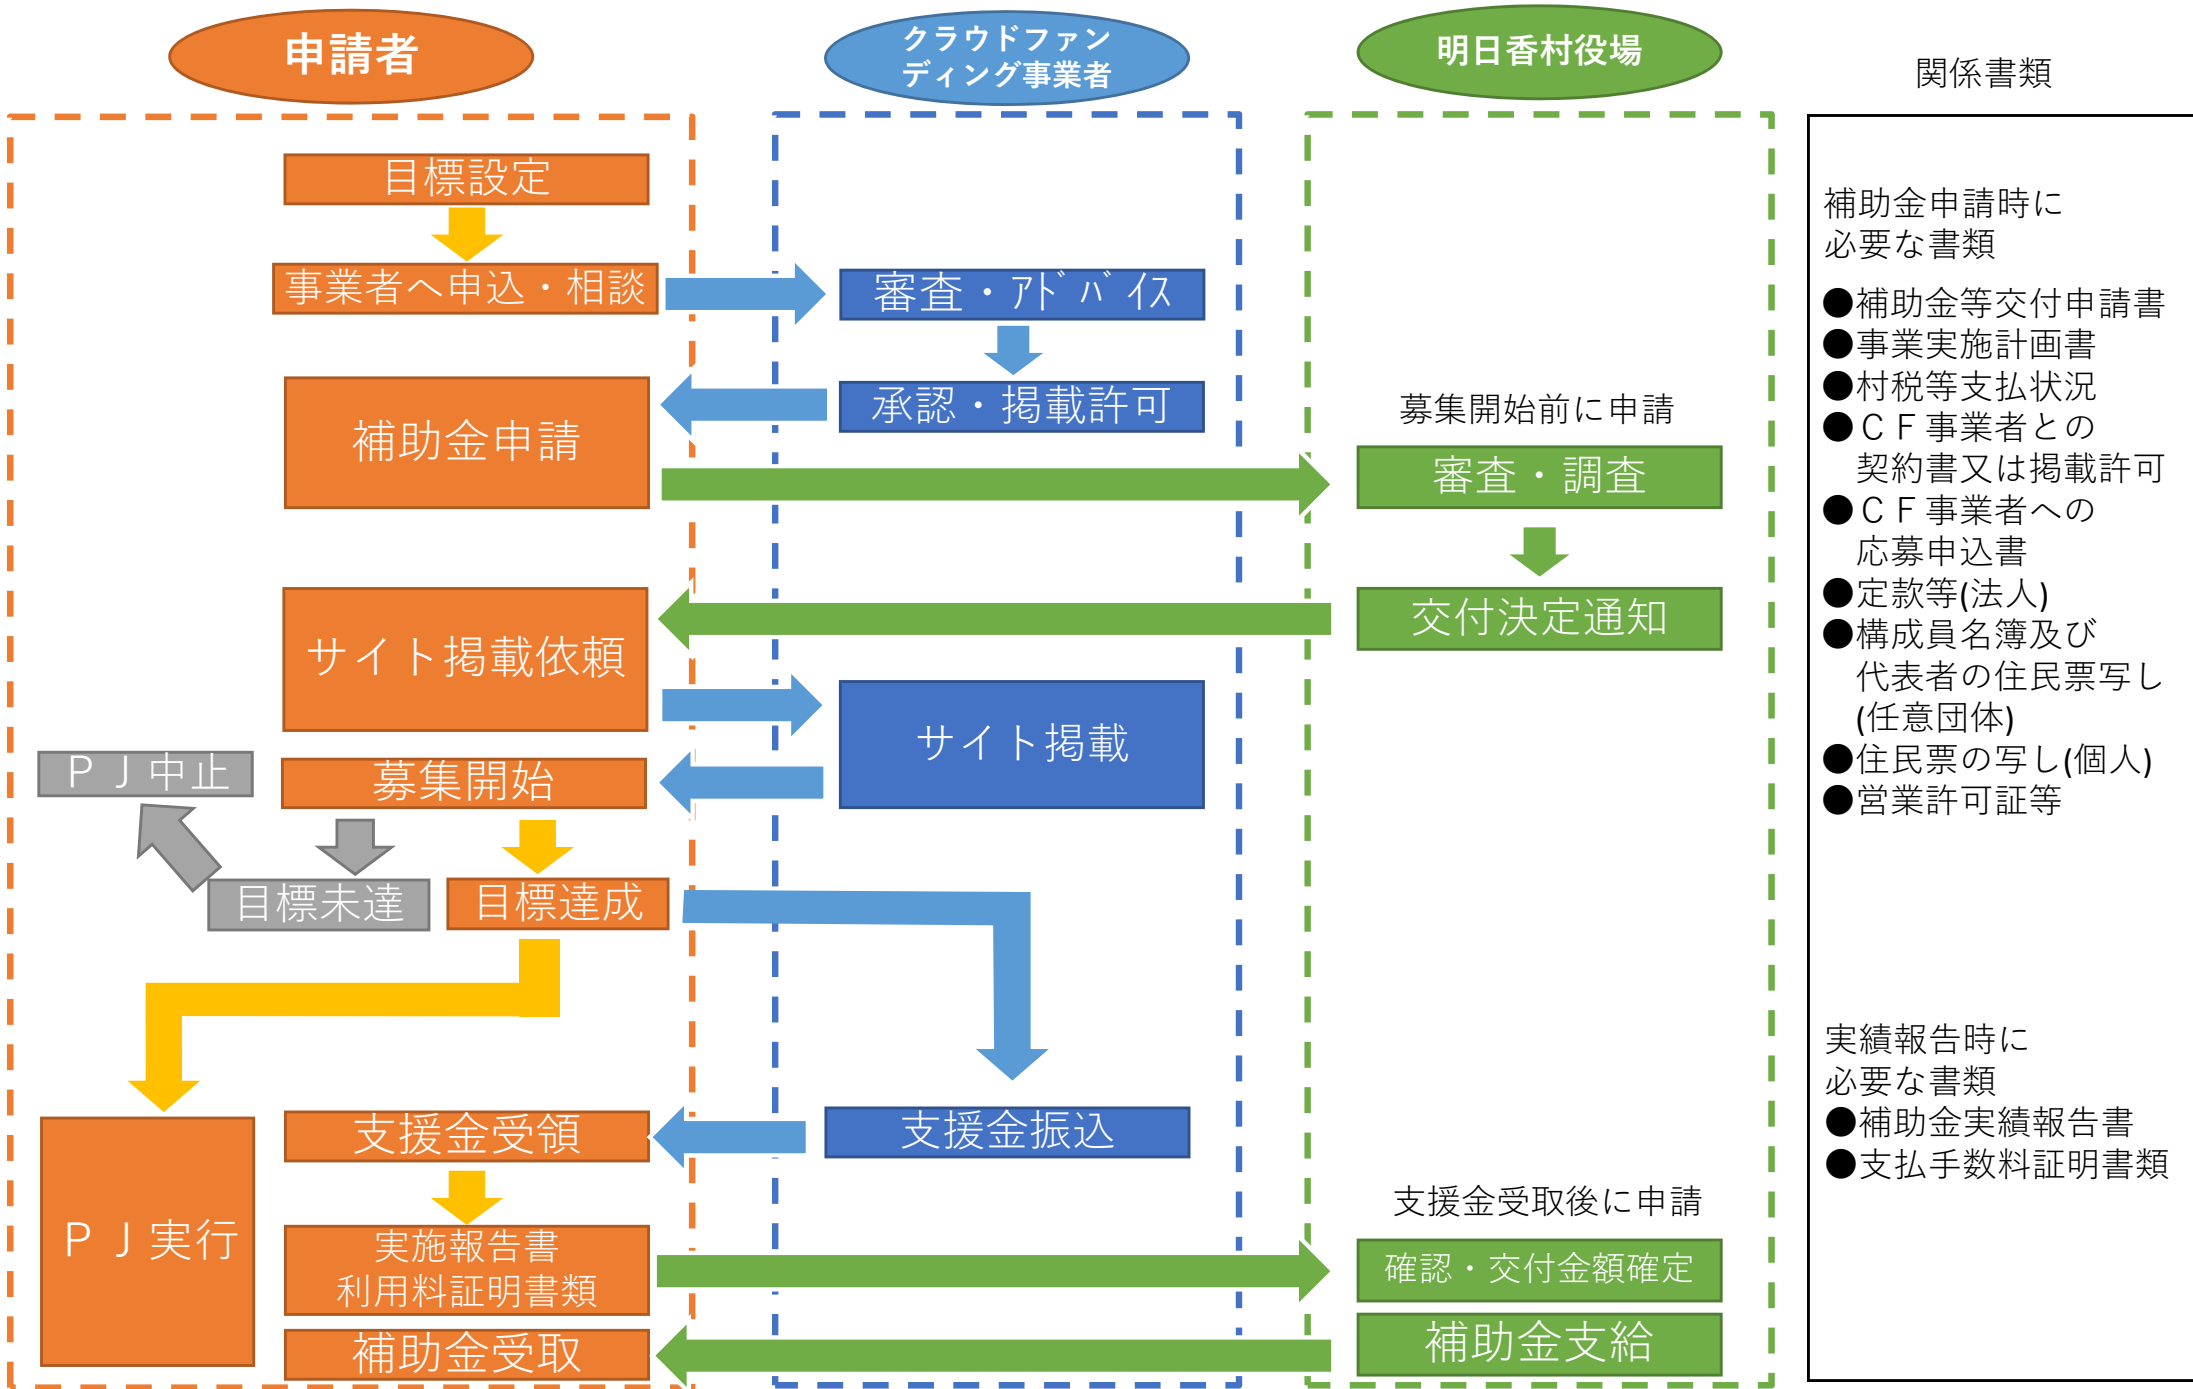 申請者
クラウドファン
ディング事業者
明日香村役場
関係書類
目標設定
事業者へ申込・相談
審査・ｱﾄﾞﾊﾞｲｽ
承認・掲載許可
補助金申請
募集開始前に申請
審査・調査
交付決定通知
サイト掲載依頼
サイト掲載
ＰＪ中止
募集開始
目標未達
目標達成
支援金受領
支援金振込
ＰＪ実行
支援金受取後に申請
実施報告書
利用料証明書類
確認・交付金額確定
補助金受取
補助金支給
補助金申請時に
必要な書類
●補助金等交付申請書
●事業実施計画書
●村税等支払状況
●ＣＦ事業者との
契約書又は掲載許可
●ＣＦ事業者への
応募申込書
●定款等(法人)
●構成員名簿及び
代表者の住民票写し
(任意団体)
●住民票の写し(個人)
●営業許可証等
実績報告時に
必要な書類
●補助金実績報告書
●支払手数料証明書類